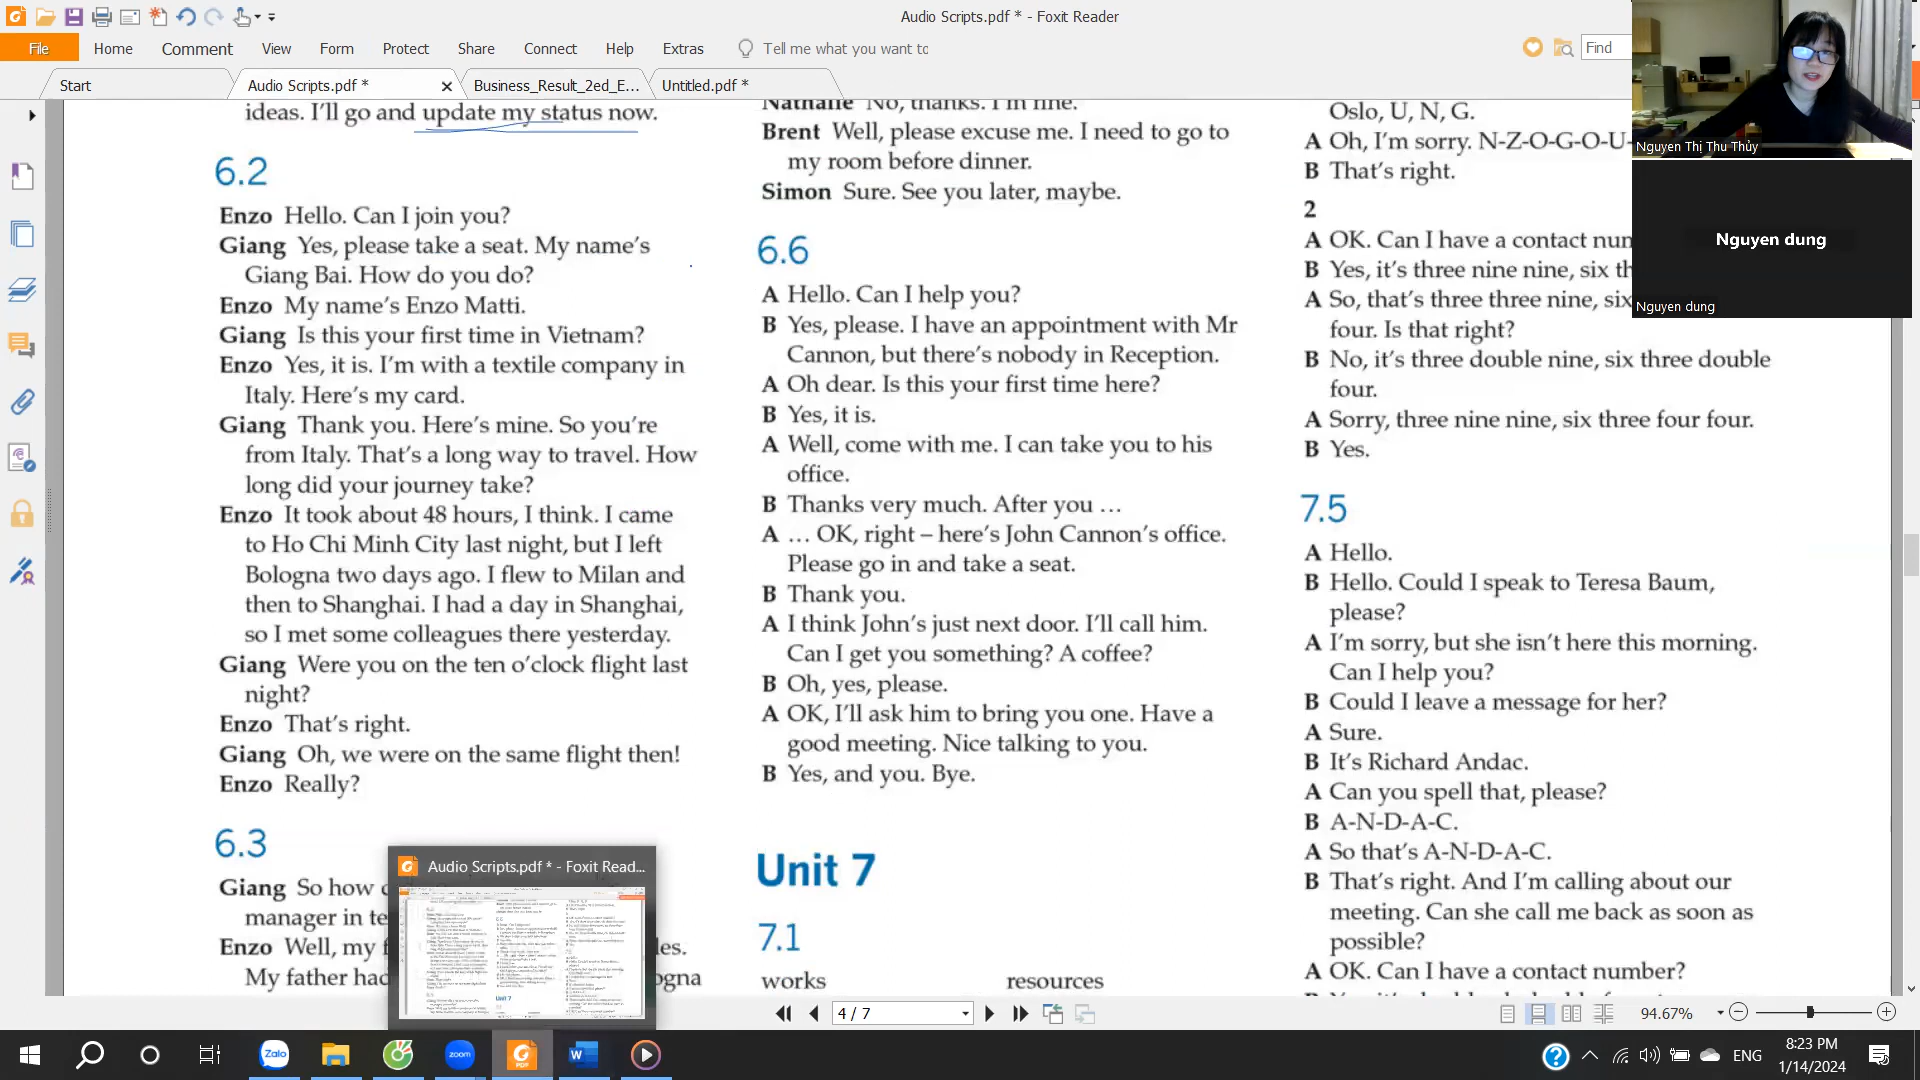 Audio Scripts.pdf * - Foxit Reader
File Home Comment View Form Protect Share Connect Help Extras Tell me what you want to Find
Start Audio Scripts.pdf * Business_Result_2ed_E... Untitled.pdf *
ideas. I'll go and update my status now.
6.2
Enzo Hello. Can I join you?
Giang Yes, please take a seat. My name's
Giang Bai. How do you do?
Enzo My name's Enzo Matti.
Giang Is this your first time in Vietnam?
Enzo Yes, it is. I'm with a textile company in
Italy. Here's my card.
Giang Thank you. Here's mine. So you're
from Italy. That's a long way to travel. How
long did your journey take?
Enzo It took about 48 hours, I think. I came
to Ho Chi Minh City last night, but I left
Bologna two days ago. I flew to Milan and
then to Shanghai. I had a day in Shanghai,
so I met some colleagues there yesterday.
Giang Were you on the ten o'clock flight last
night?
Enzo That's right.
Giang Oh, we were on the same flight then!
Enzo Really?
6.3
Giang So how
manager in
Enzo Well, my
My father had
Audio Scripts.pdf * - Foxit Read...
Nathalie No, thanks. I'm fine.
Brent Well, please excuse me. I need to go to
my room before dinner.
Simon Sure. See you later, maybe.
6.6
A Hello. Can I help you?
B Yes, please. I have an appointment with Mr
Cannon, but there's nobody in Reception.
A Oh dear. Is this your first time here?
B Yes, it is.
A Well, come with me. I can take you to his
office.
B Thanks very much. After you …
A … OK, right – here's John Cannon's office.
Please go in and take a seat.
B Thank you.
A I think John's just next door. I'll call him.
Can I get you something? A coffee?
B Oh, yes, please.
A OK, I'll ask him to bring you one. Have a
good meeting. Nice talking to you.
B Yes, and you. Bye.
Unit 7
7.1
works resources
Oslo, U, N, G.
A Oh, I'm sorry. N-Z-O-G-O-U-
B That's right.
2
A OK. Can I have a contact
B Yes, it's three nine nine, six
A So, that's three three nine, six
four. Is that right?
B No, it's three double nine, six three double
four.
A Sorry, three nine nine, six three four four.
B Yes.
7.5
A Hello.
B Hello. Could I speak to Teresa Baum,
please?
A I'm sorry, but she isn't here this morning.
Can I help you?
B Could I leave a message for her?
A Sure.
B It's Richard Andac.
A Can you spell that, please?
B A-N-D-A-C.
A So that's A-N-D-A-C.
B That's right. And I'm calling about our
meeting. Can she call me back as soon as
possible?
A OK. Can I have a contact number?
Nguyen Thị Thu Thủy
Nguyen dung
Nguyen dung
4 / 7
94.67%
Zalo zoom PDF W
ENG
8:23 PM
1/14/2024